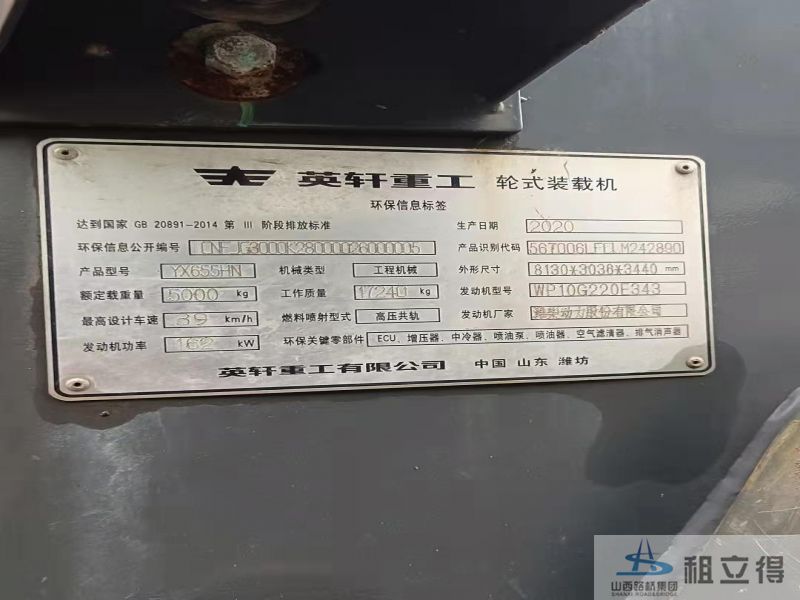 英轩重工 轮式装载机
环保信息标签
达到国家 GB 20891-2014 第 III 阶段排放标准 生产日期 2020
环保信息公开编号 产品识别代码
产品型号 YX655HN 机械类型 工程机械 外形尺寸 8130*3036*3440 mm
额定载重量 5000 kg 工作质量 17240 kg 发动机型号 WP10G220E343
最高设计车速 39 km/h 燃料喷射型式 高压共轨 发动机厂家 潍柴动力股份有限公司
发动机功率 162 kW 环保关键零部件 ECU、增压器、中冷器、喷油泵、喷油器、空气滤清器、排气消声器
英轩重工有限公司 中国 山东 潍坊
山西路桥集团
SHANXI ROAD&BRIDGE
租立得